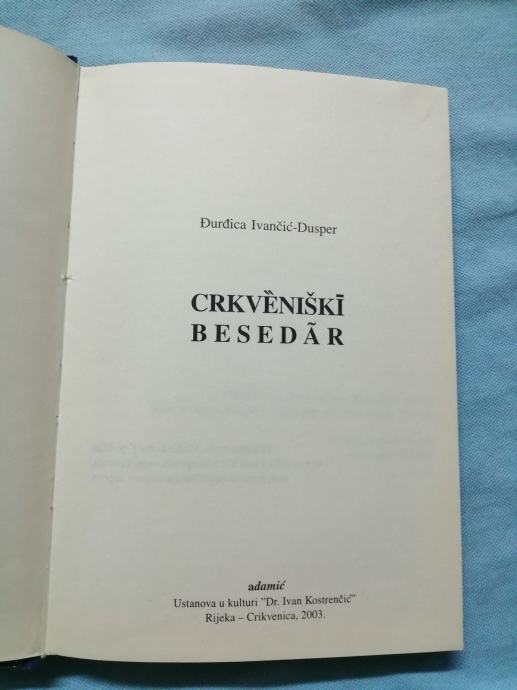 Đurđica Ivančić-Dusper
CRKVȄNIŠKĪ
BESEDÃR
adamić
Ustanova u kulturi "Dr. Ivan Kostrenčić"
Rijeka – Crikvenica, 2003.